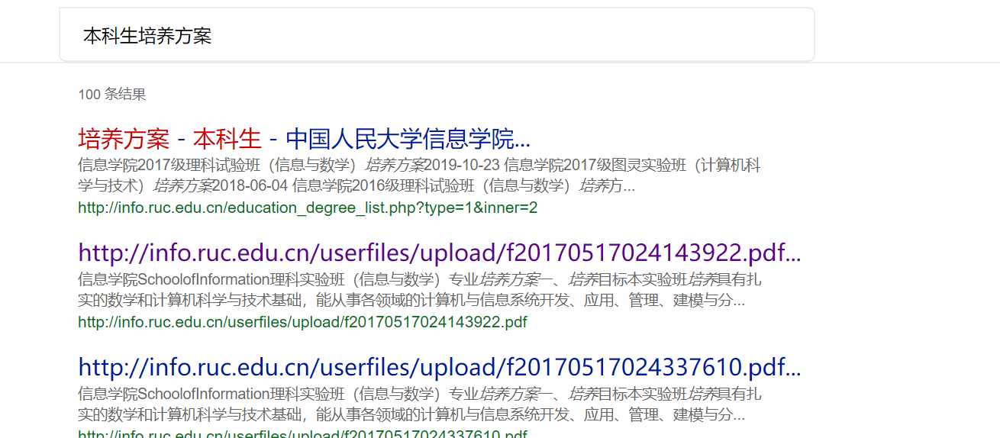 本科生培养方案
100 条结果
培养方案 - 本科生 - 中国人民大学信息学院...
信息学院2017级理科试验班（信息与数学）培养方案2019-10-23 信息学院2017级图灵实验班（计算机科
学与技术）培养方案2018-06-04 信息学院2016级理科试验班（信息与数学）培养方...
http://info.ruc.edu.cn/education_degree_list.php?type=1&inner=2
http://info.ruc.edu.cn/userfiles/upload/f20170517024143922.pdf...
信息学院SchoolofInformation理科实验班（信息与数学）专业培养方案一、培养目标本实验班培养具有扎
实的数学和计算机科学与技术基础，能从事各领域的计算机与信息系统开发、应用、管理、建模与分...
http://info.ruc.edu.cn/userfiles/upload/f20170517024143922.pdf
http://info.ruc.edu.cn/userfiles/upload/f20170517024337610.pdf...
信息学院SchoolofInformation理科实验班（信息与数学）专业培养方案一、培养目标本实验班培养具有扎
实的数学和计算机科学与技术基础，能从事各领域的计算机与信息系统开发、应用、管理、建模与分...
http://info.ruc.edu.cn/userfiles/upload/f20170517024337610.pdf